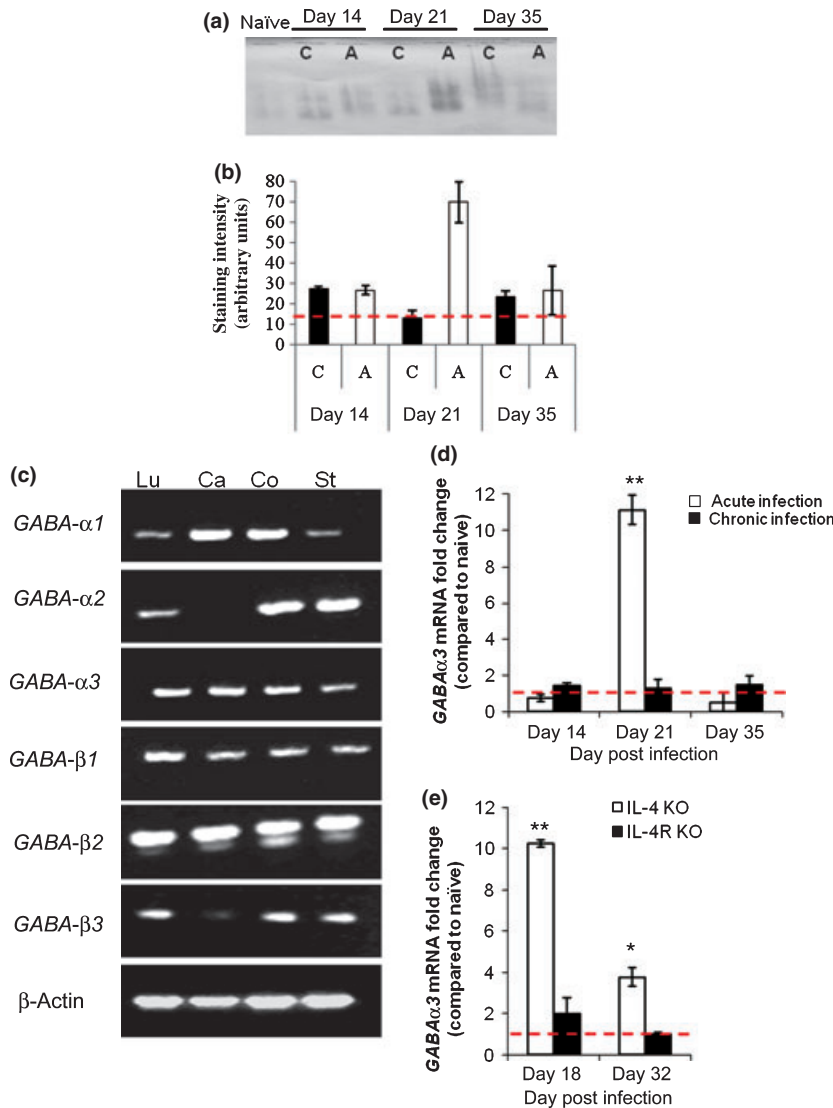 (a)
Naïve Day 14 Day 21 Day 35
C A C A C A
(b)
Staining intensity
(arbitrary units)
80
70
60
50
40
30
20
10
0
C A C A C A
Day 14 Day 21 Day 35
(c)
Lu Ca Co St
GABA-α1
GABA-α2
GABA-α3
GABA-β1
GABA-β2
GABA-β3
β-Actin
(d)
GABAα3 mRNA fold change
(compared to naïve)
12
10
8
6
4
2
0
**
Acute infection
Chronic infection
Day 14 Day 21 Day 35
Day post infection
(e)
GABAα3 mRNA fold change
(compared to naïve)
12
10
8
6
4
2
0
**
*
IL-4 KO
IL-4R KO
Day 18 Day 32
Day post infection